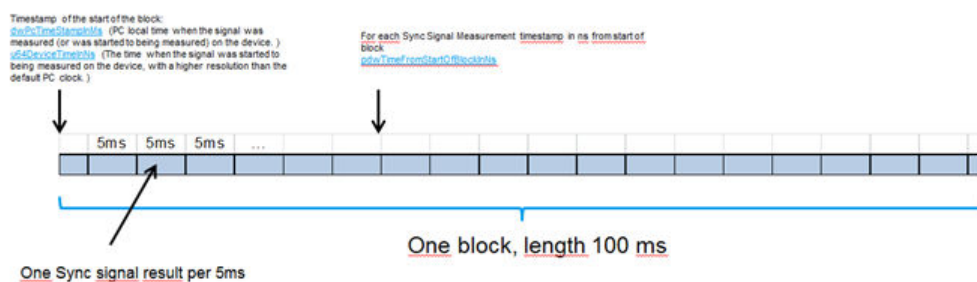 Timestamp of the start of the block:
dwPcTimeStampInMs (PC local time when the signal was
measured (or was started to being measured) on the device. )
u64DeviceTimeInNs (The time when the signal was started to
being measured on the device, with a higher resolution than the
default PC clock. )
For each Sync Signal Measurement timestamp in ns from start of
block
pdwTimeFromStartOfBlockInNs
5ms 5ms 5ms ...
One block, length 100 ms
One Sync signal result per 5ms